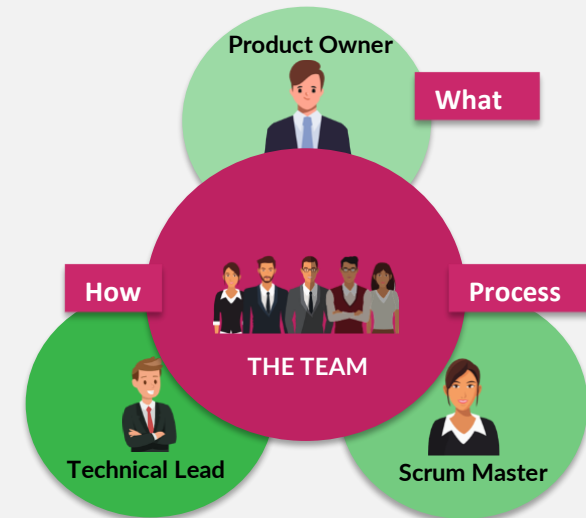 Product Owner
What
How
Process
THE TEAM
Technical Lead
Scrum Master